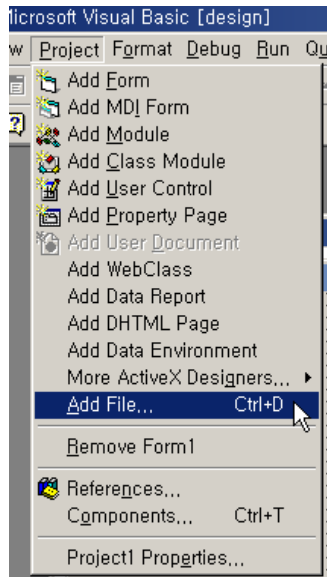 Microsoft Visual Basic [design]
Project Format Debug Run
Add Form
Add MDI Form
Add Module
Add Class Module
Add User Control
Add Property Page
Add User Document
Add WebClass
Add Data Report
Add DHTML Page
Add Data Environment
More ActiveX Designers...
Add File... Ctrl+D
Remove Form1
References...
Components... Ctrl+T
Project1 Properties...